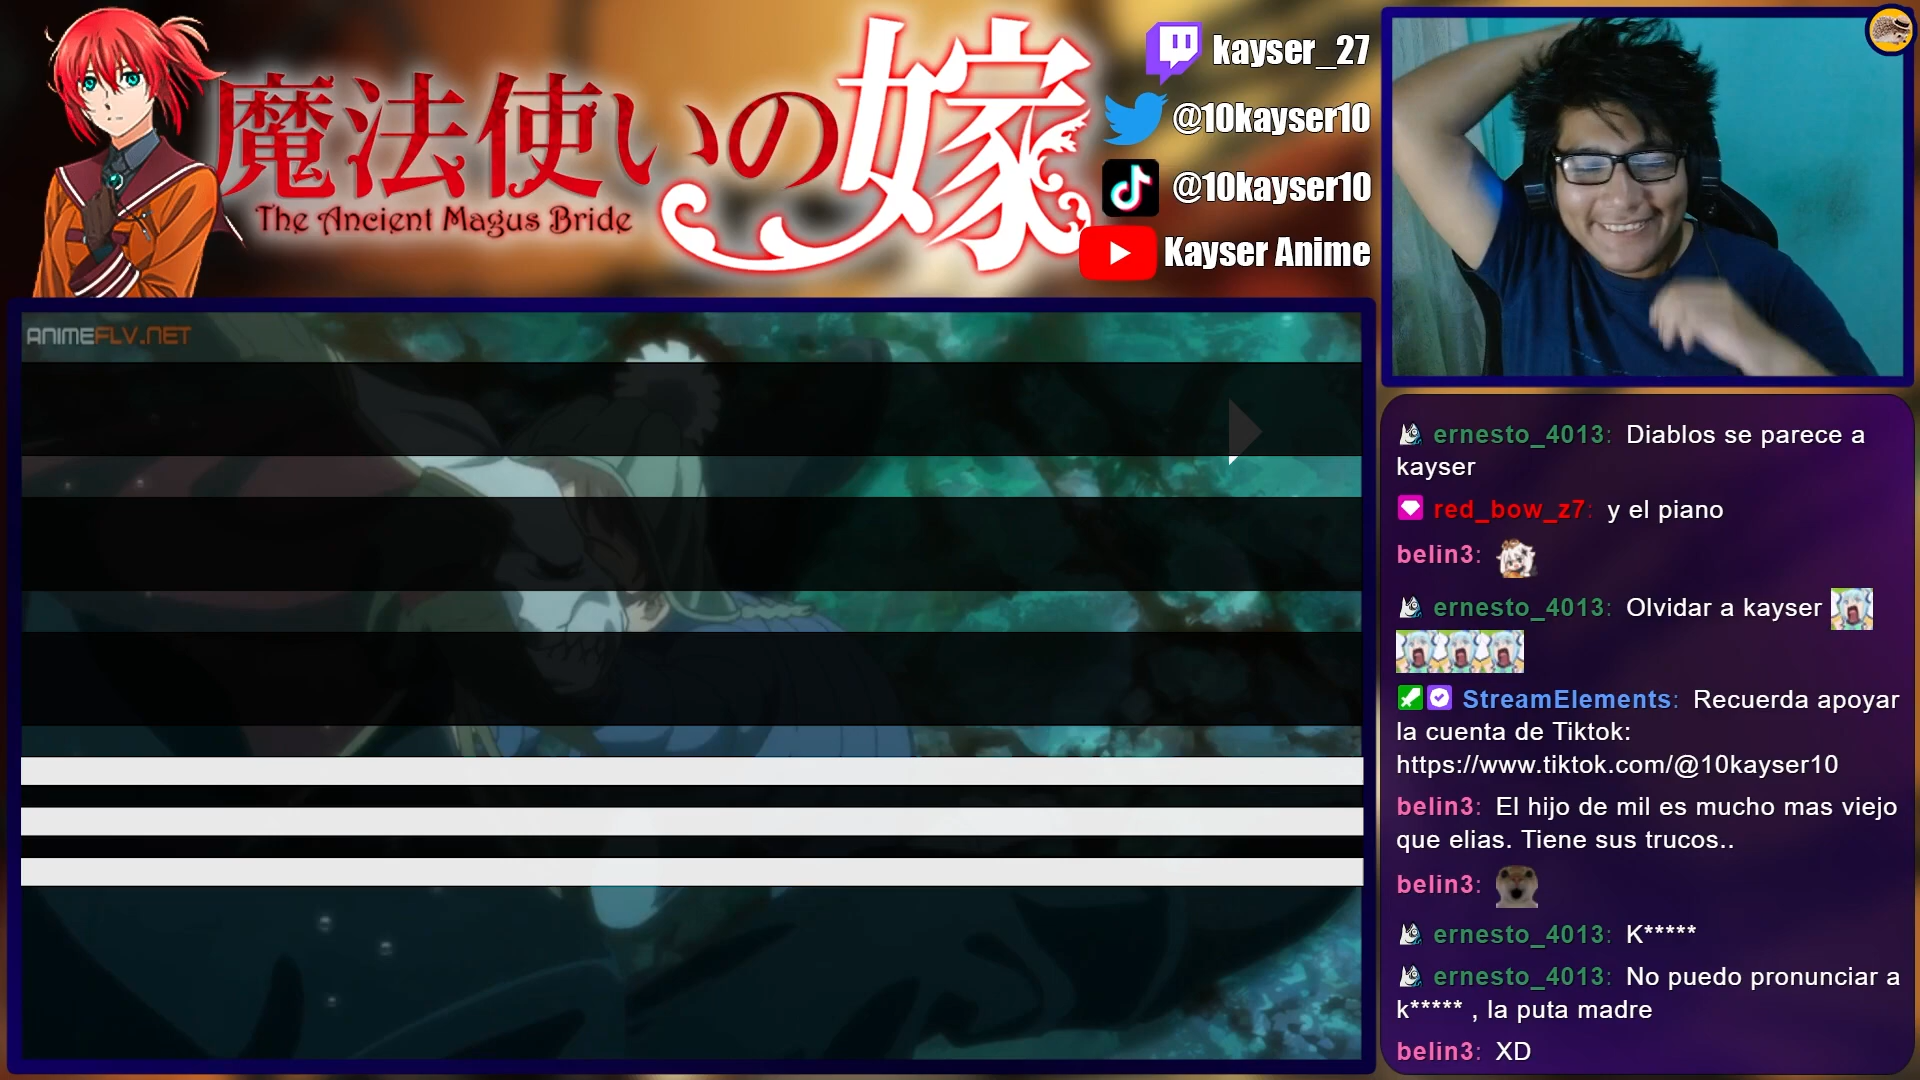 魔法使いの嫁
The Ancient Magus Bride
kayser_27
@10kayser10
@10kayser10
Kayser Anime
ANIMEFLV.NET
ernesto_4013: Diablos se parece a
kayser
red_bow_z7: y el piano
belin3:
ernesto_4013: Olvidar a kayser
StreamElements: Recuerda apoyar
la cuenta de Tiktok:
https://www.tiktok.com/@10kayser10
belin3: El hijo de mil es mucho mas viejo
que elias. Tiene sus trucos..
belin3:
ernesto_4013: K*****
ernesto_4013: No puedo pronunciar a
k***** , la puta madre
belin3: XD